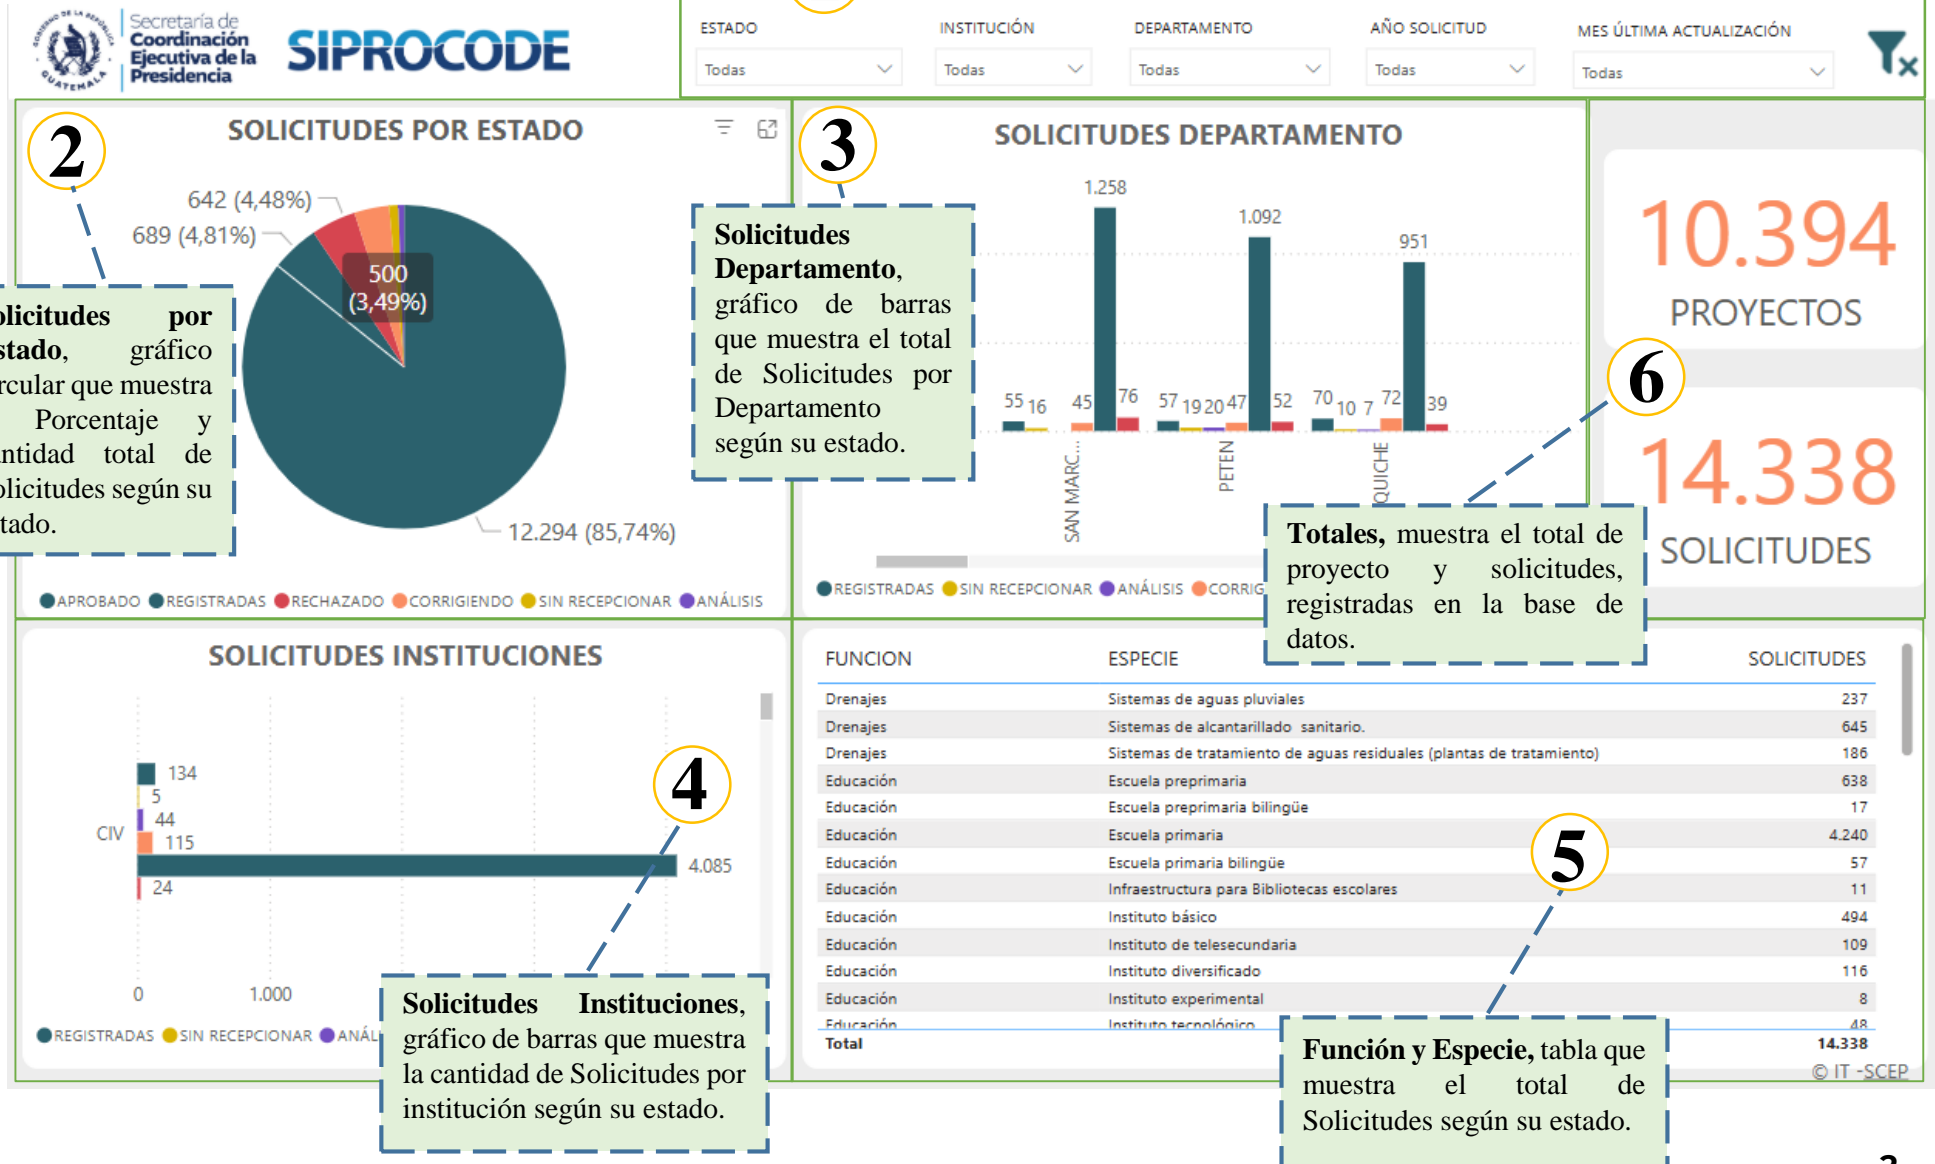 Secretaría de
Coordinación
Ejecutiva de la
Presidencia
GUATEMALA
SIPROCODE
ESTADO
Todas
INSTITUCIÓN
Todas
DEPARTAMENTO
Todas
AÑO SOLICITUD
Todas
MES ÚLTIMA ACTUALIZACIÓN
Todas
2
SOLICITUDES POR ESTADO
642 (4,48%)
689 (4,81%)
500
(3,49%)
12.294 (85,74%)
olicitudes por
stado, gráfico
rcular que muestra
Porcentaje y
antidad total de
olicitudes según su
tado.
APROBADO REGISTRADAS RECHAZADO CORRIGIENDO SIN RECEPCIONAR ANÁLISIS
3
SOLICITUDES DEPARTAMENTO
1.258
1.092
951
55 16 45 76 57 19 20 47 52 70 10 7 72 39
SAN MARC...
PETEN
QUICHE
Solicitudes
Departamento,
gráfico de barras
que muestra el total
de Solicitudes por
Departamento
según su estado.
REGISTRADAS SIN RECEPCIONAR ANÁLISIS CORRIG
10.394
PROYECTOS
6
14.338
SOLICITUDES
Totales, muestra el total de
proyecto y solicitudes,
registradas en la base de
datos.
SOLICITUDES INSTITUCIONES
134
5
44
CIV
115
4.085
24
0 1.000
4
REGISTRADAS SIN RECEPCIONAR ANÁL
Solicitudes Instituciones,
gráfico de barras que muestra
la cantidad de Solicitudes por
institución según su estado.
FUNCION ESPECIE SOLICITUDES
Drenajes Sistemas de aguas pluviales 237
Drenajes Sistemas de alcantarillado sanitario. 645
Drenajes Sistemas de tratamiento de aguas residuales (plantas de tratamiento) 186
Educación Escuela preprimaria 638
Educación Escuela preprimaria bilingüe 17
Educación Escuela primaria 4.240
Educación Escuela primaria bilingüe 57
Educación Infraestructura para Bibliotecas escolares 11
Educación Instituto básico 494
Educación Instituto de telesecundaria 109
Educación Instituto diversificado 116
Educación Instituto experimental 8
Educación Instituto tecnológico 48
Total 14.338
5
Función y Especie, tabla que
muestra el total de
Solicitudes según su estado.
© IT -SCEP